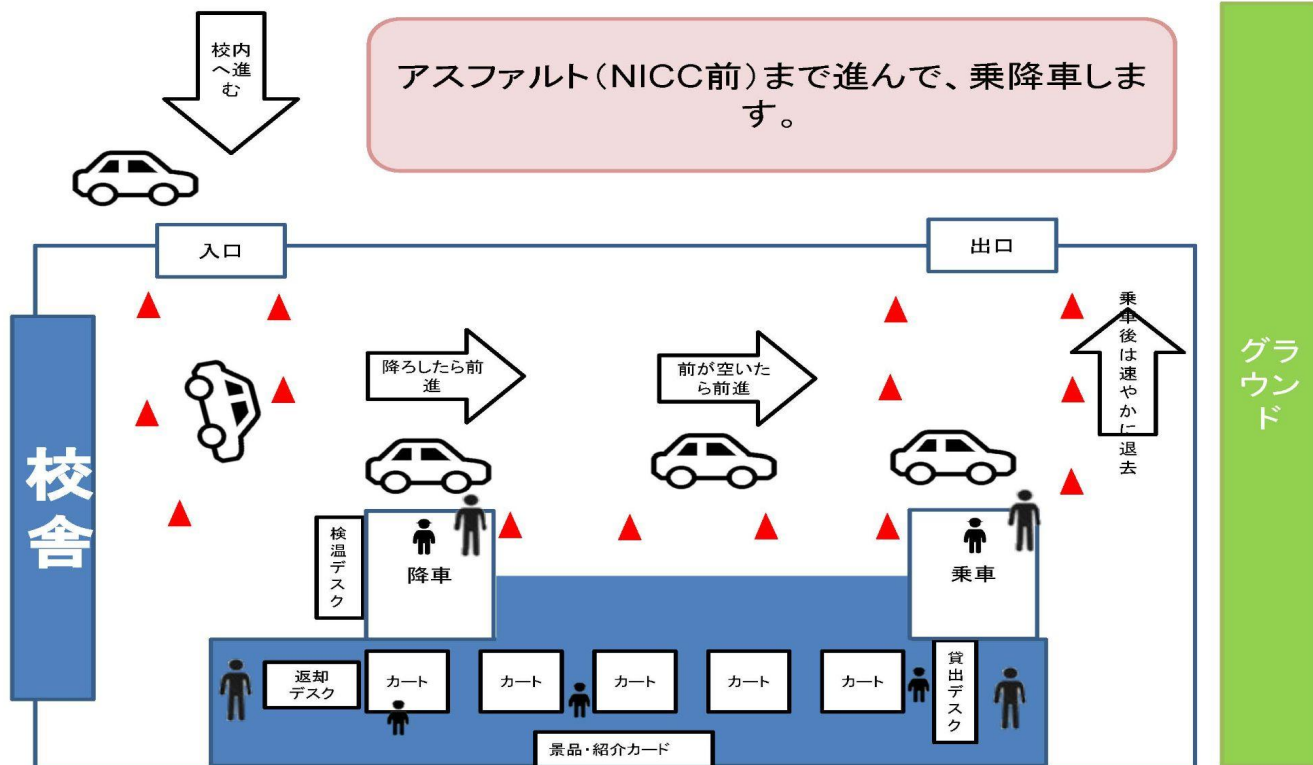 校内
へ進
む
アスファルト(NICC前)まで進んで、乗降車しま
す。
入口
出口
降ろしたら前
進
前が空いた
ら前進
乗車後は速やかに退去
グラ
ウン
ド
校
舎
検温デスク
降車
乗車
返却
デスク
カート
カート
カート
カート
カート
貸出デスク
景品・紹介カード